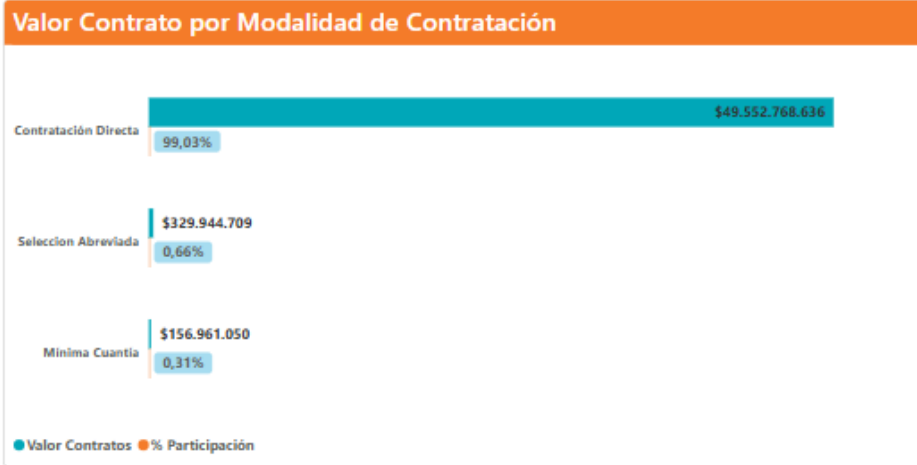 Valor Contrato por Modalidad de Contratación
Contratación Directa
$49.552.768.636
99,03%
Seleccion Abreviada
$329.944.709
0,66%
Minima Cuantia
$156.961.050
0,31%
Valor Contratos % Participación